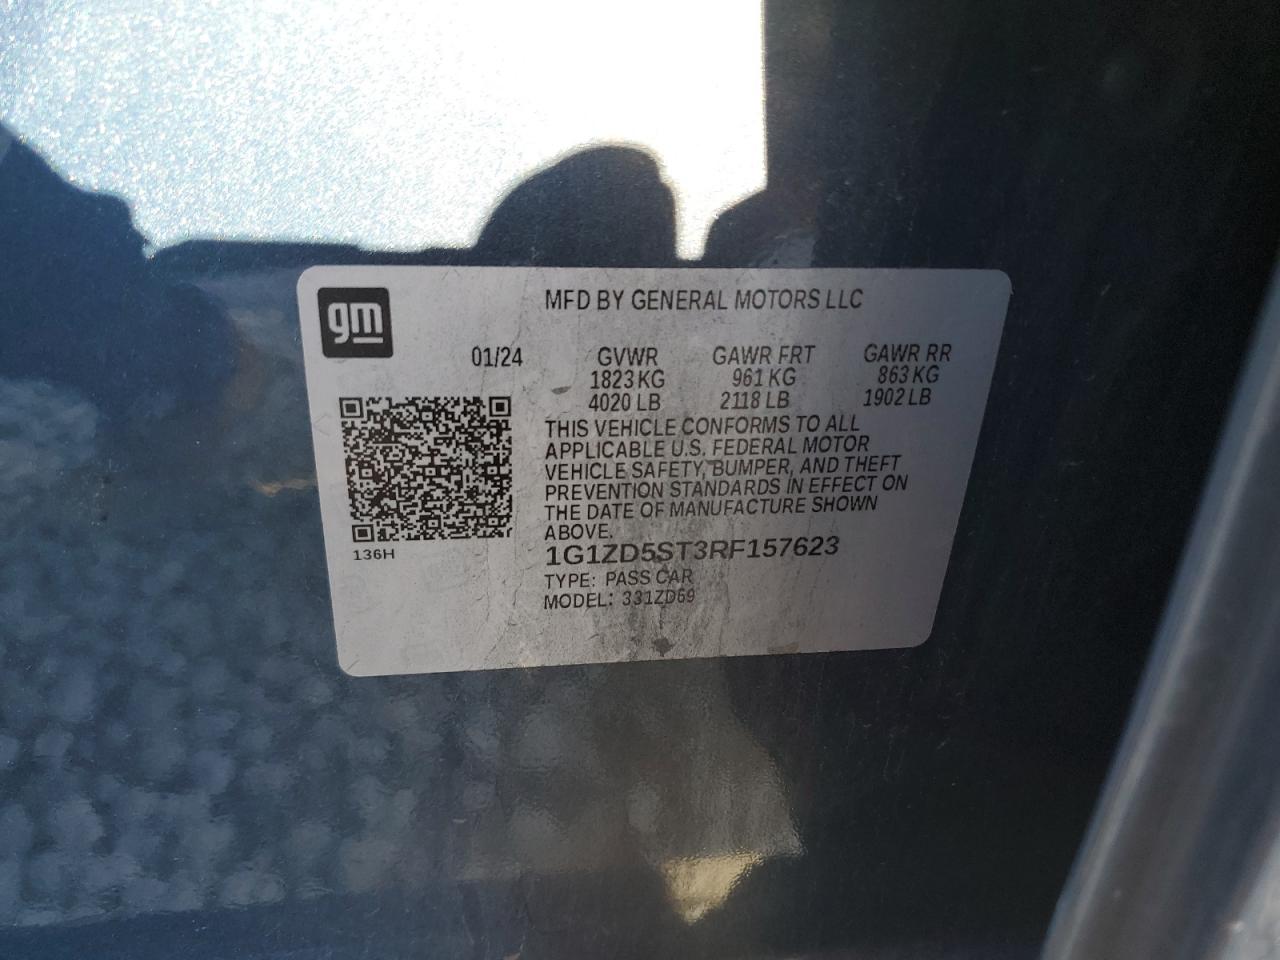 gm
MFD BY GENERAL MOTORS LLC
01/24 GVWR GAWR FRT GAWR RR
1823 KG 961 KG 863 KG
4020 LB 2118 LB 1902 LB
THIS VEHICLE CONFORMS TO ALL
APPLICABLE U.S. FEDERAL MOTOR
VEHICLE SAFETY, BUMPER, AND THEFT
PREVENTION STANDARDS IN EFFECT ON
THE DATE OF MANUFACTURE SHOWN
ABOVE.
136H
1G1ZD5ST3RF157623
TYPE: PASS CAR
MODEL: 331ZD69